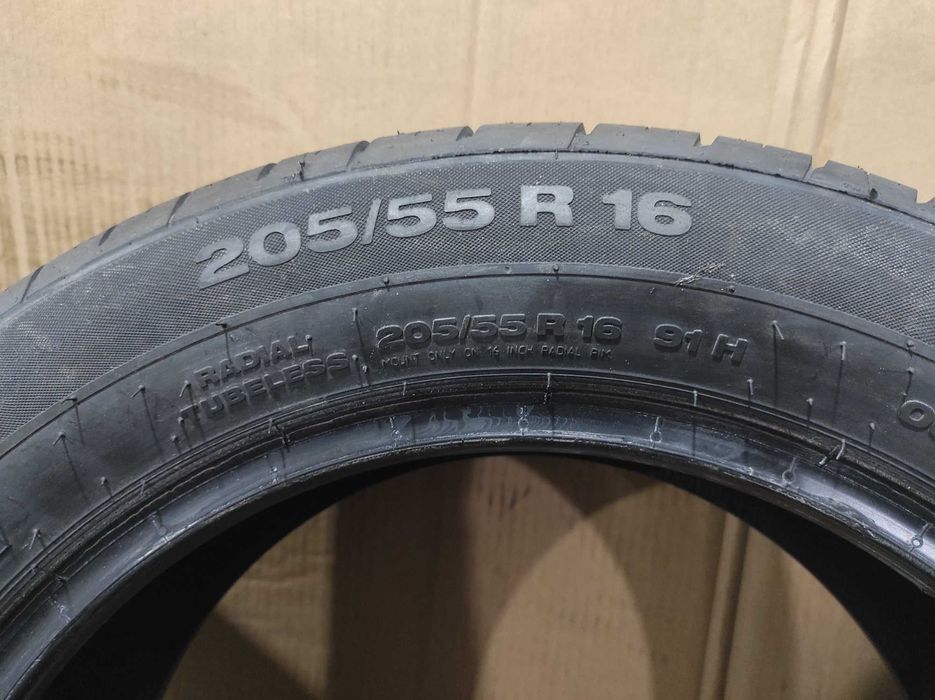 205/55 R 16
RADIAL
TUBELESS
205/55 R 16 91 H
MOUNT ONLY ON 16 INCH RADIAL RIM